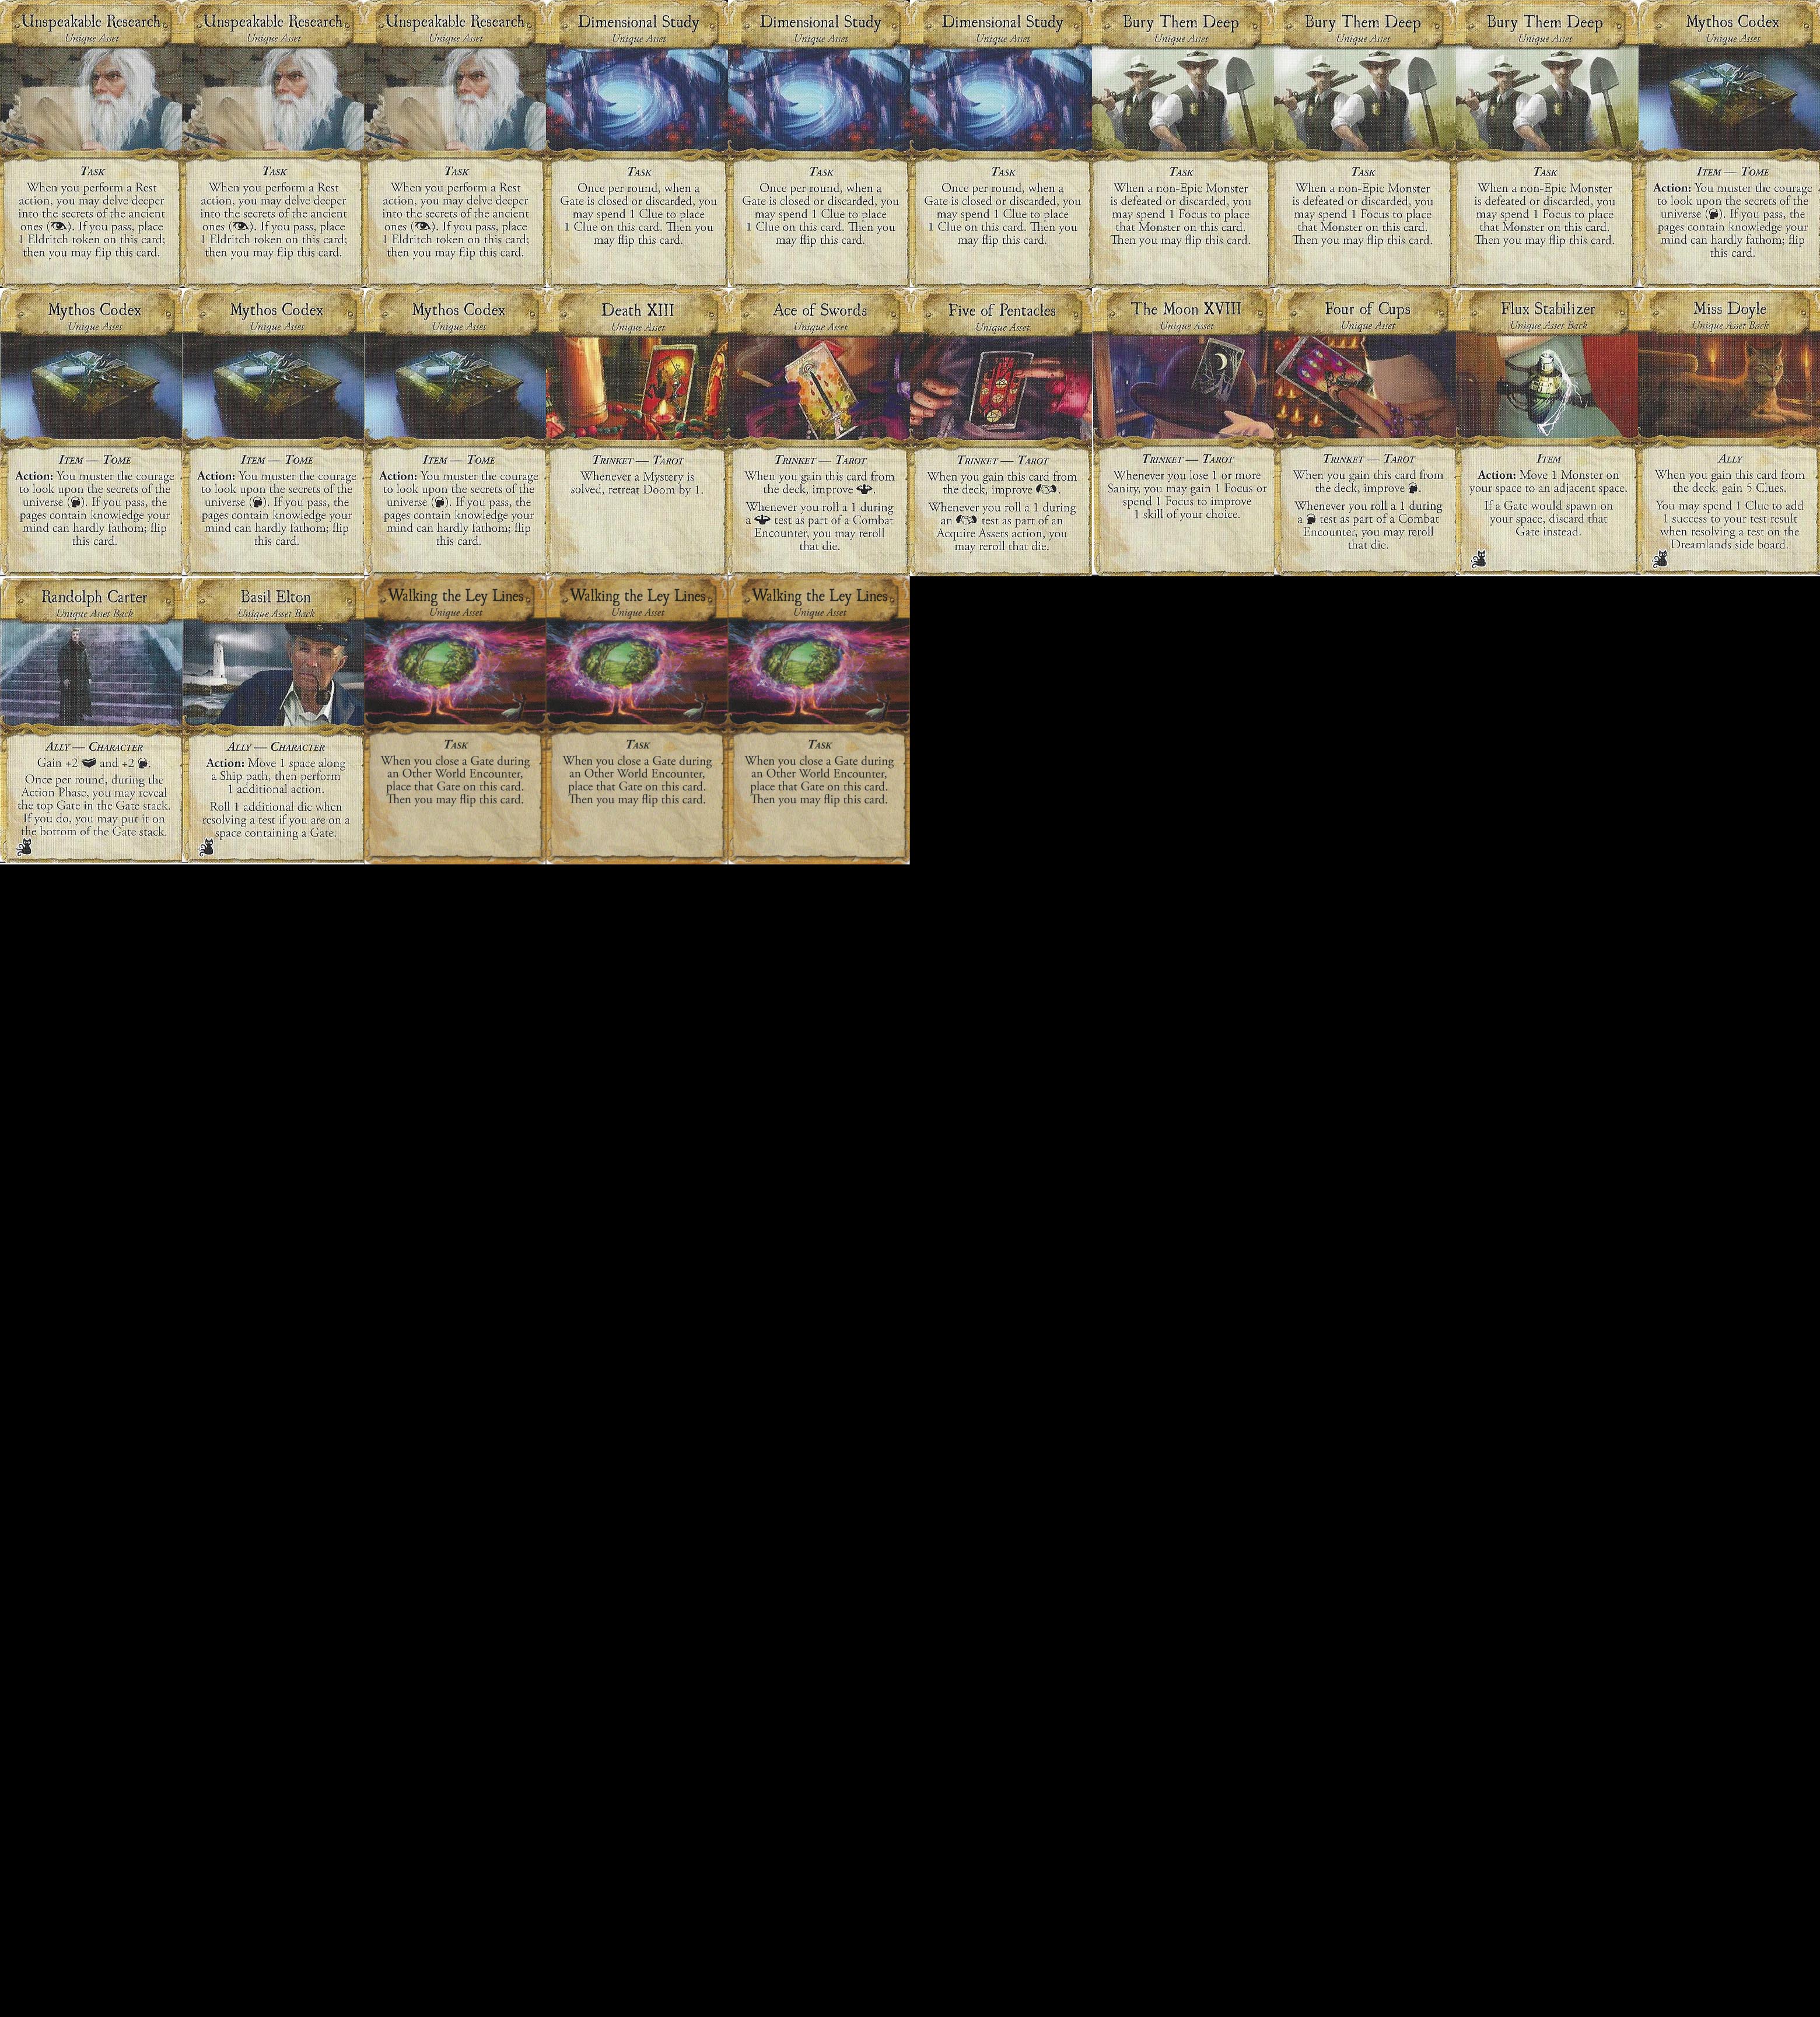 Unspeakable Research
Unique Asset
TASK
When you perform a Rest
action, you may delve deeper
into the secrets of the ancient
ones ( ). If you pass, place
1 Eldritch token on this card;
then you may flip this card.
Unspeakable Research
Unique Asset
TASK
When you perform a Rest
action, you may delve deeper
into the secrets of the ancient
ones ( ). If you pass, place
1 Eldritch token on this card;
then you may flip this card.
Unspeakable Research
Unique Asset
TASK
When you perform a Rest
action, you may delve deeper
into the secrets of the ancient
ones ( ). If you pass, place
1 Eldritch token on this card;
then you may flip this card.
Dimensional Study
Unique Asset
TASK
Once per round, when a
Gate is closed or discarded, you
may spend 1 Clue to place
1 Clue on this card. Then you
may flip this card.
Dimensional Study
Unique Asset
TASK
Once per round, when a
Gate is closed or discarded, you
may spend 1 Clue to place
1 Clue on this card. Then you
may flip this card.
Dimensional Study
Unique Asset
TASK
Once per round, when a
Gate is closed or discarded, you
may spend 1 Clue to place
1 Clue on this card. Then you
may flip this card.
Bury Them Deep
Unique Asset
TASK
When a non-Epic Monster
is defeated or discarded, you
may spend 1 Focus to place
that Monster on this card.
Then you may flip this card.
Bury Them Deep
Unique Asset
TASK
When a non-Epic Monster
is defeated or discarded, you
may spend 1 Focus to place
that Monster on this card.
Then you may flip this card.
Bury Them Deep
Unique Asset
TASK
When a non-Epic Monster
is defeated or discarded, you
may spend 1 Focus to place
that Monster on this card.
Then you may flip this card.
Mythos Codex
Unique Asset
ITEM — TOME
Action: You muster the courage
to look upon the secrets of the
universe ( ). If you pass, the
pages contain knowledge your
mind can hardly fathom; flip
this card.
Mythos Codex
Unique Asset
ITEM — TOME
Action: You muster the courage
to look upon the secrets of the
universe ( ). If you pass, the
pages contain knowledge your
mind can hardly fathom; flip
this card.
Mythos Codex
Unique Asset
ITEM — TOME
Action: You muster the courage
to look upon the secrets of the
universe ( ). If you pass, the
pages contain knowledge your
mind can hardly fathom; flip
this card.
Mythos Codex
Unique Asset
ITEM — TOME
Action: You muster the courage
to look upon the secrets of the
universe ( ). If you pass, the
pages contain knowledge your
mind can hardly fathom; flip
this card.
Death XIII
Unique Asset
TRINKET — TAROT
Whenever a Mystery is
solved, retreat Doom by 1.
Ace of Swords
Unique Asset
TRINKET — TAROT
When you gain this card from
the deck, improve .
Whenever you roll a 1 during
a test as part of a Combat
Encounter, you may reroll
that die.
Five of Pentacles
Unique Asset
TRINKET — TAROT
When you gain this card from
the deck, improve .
Whenever you roll a 1 during
an test as part of an
Acquire Assets action, you
may reroll that die.
The Moon XVIII
Unique Asset
TRINKET — TAROT
Whenever you lose 1 or more
Sanity, you may gain 1 Focus or
spend 1 Focus to improve
1 skill of your choice.
Four of Cups
Unique Asset
TRINKET — TAROT
When you gain this card from
the deck, improve .
Whenever you roll a 1 during
a test as part of a Combat
Encounter, you may reroll
that die.
Flux Stabilizer
Unique Asset Back
ITEM
Action: Move 1 Monster on
your space to an adjacent space.
If a Gate would spawn on
your space, discard that
Gate instead.
Miss Doyle
Unique Asset Back
ALLY
When you gain this card from
the deck, gain 5 Clues.
You may spend 1 Clue to add
1 success to your test result
when resolving a test on the
Dreamlands side board.
Randolph Carter
Unique Asset Back
ALLY — CHARACTER
Gain +2 and +2 .
Once per round, during the
Action Phase, you may reveal
the top Gate in the Gate stack.
If you do, you may put it on
the bottom of the Gate stack.
Basil Elton
Unique Asset Back
ALLY — CHARACTER
Action: Move 1 space along
a Ship path, then perform
1 additional action.
Roll 1 additional die when
resolving a test if you are on a
space containing a Gate.
Walking the Ley Lines
Unique Asset
TASK
When you close a Gate during
an Other World Encounter,
place that Gate on this card.
Then you may flip this card.
Walking the Ley Lines
Unique Asset
TASK
When you close a Gate during
an Other World Encounter,
place that Gate on this card.
Then you may flip this card.
Walking the Ley Lines
Unique Asset
TASK
When you close a Gate during
an Other World Encounter,
place that Gate on this card.
Then you may flip this card.